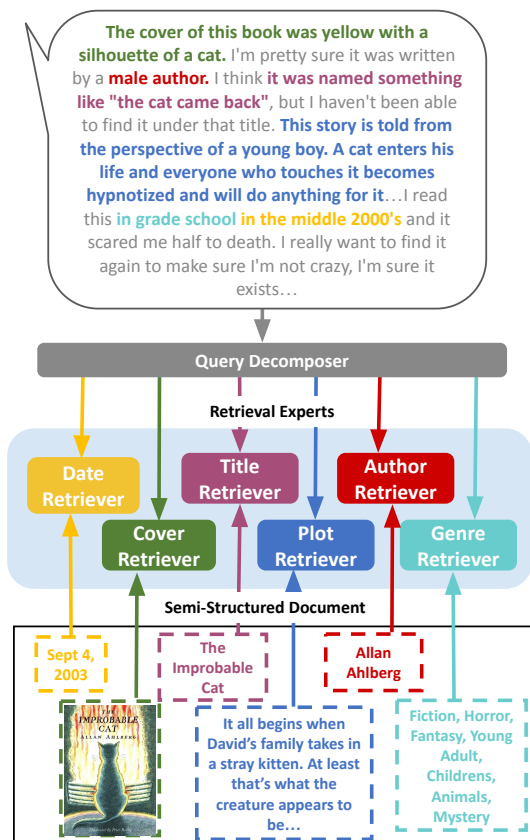 The cover of this book was yellow with a
silhouette of a cat. I'm pretty sure it was written
by a male author. I think it was named something
like "the cat came back", but I haven't been able
to find it under that title. This story is told from
the perspective of a young boy. A cat enters his
life and everyone who touches it becomes
hypnotized and will do anything for it…I read
this in grade school in the middle 2000's and it
scared me half to death. I really want to find it
again to make sure I'm not crazy, I'm sure it
exists…
Query Decomposer
Retrieval Experts
Date
Retriever
Title
Retriever
Author
Retriever
Cover
Retriever
Plot
Retriever
Genre
Retriever
Semi-Structured Document
Sept 4,
2003
The
Improbable
Cat
Allan
Ahlberg
THE
IMPROBABLE
CAT
ALLAN AHLBERG
It all begins when
David's family takes in
a stray kitten. At least
that's what the
creature appears to
be…
Fiction, Horror,
Fantasy, Young
Adult,
Childrens,
Animals,
Mystery